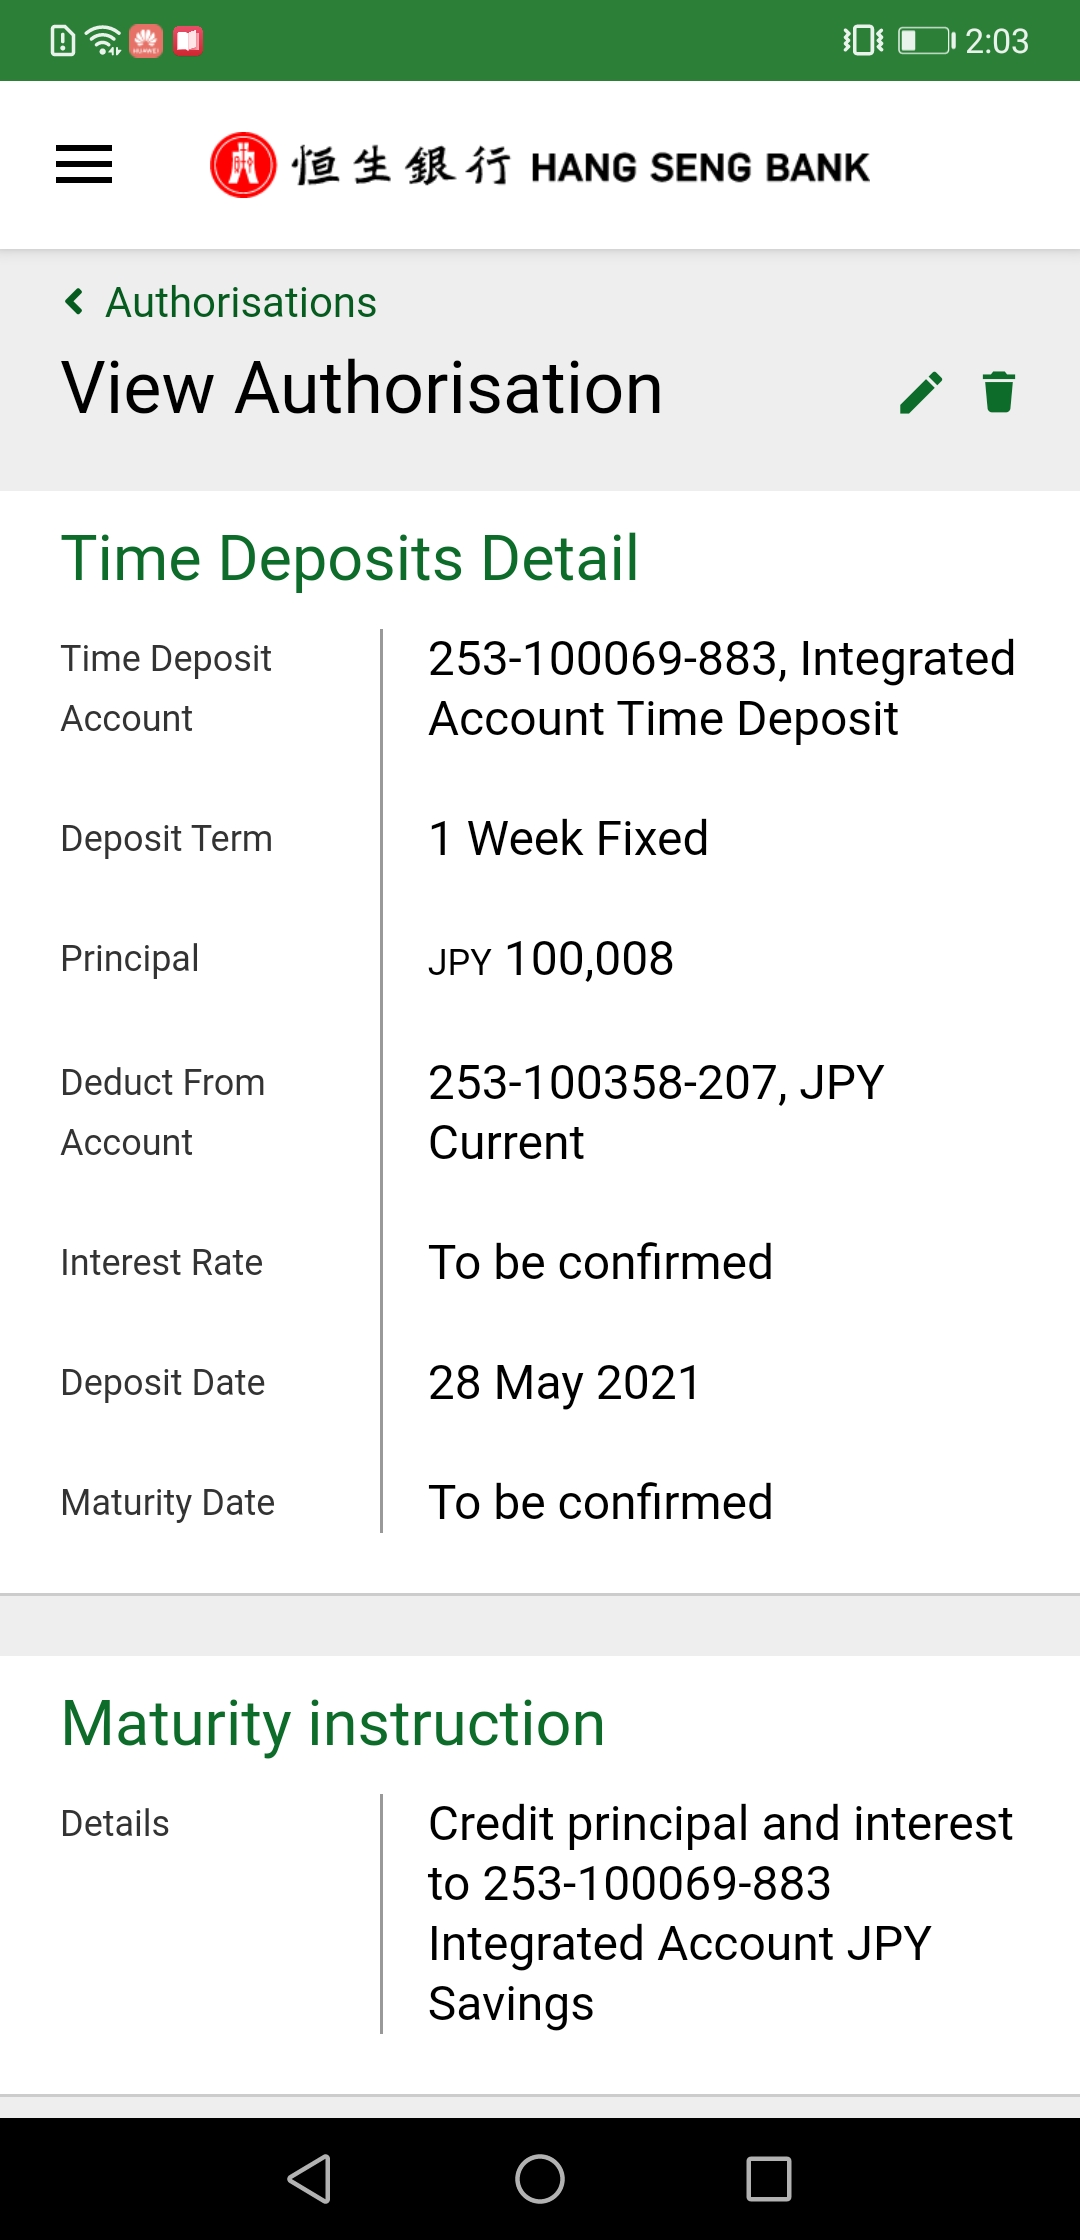 2:03
恒生銀行 HANG SENG BANK
Authorisations
View Authorisation
Time Deposits Detail
Time Deposit Account
253-100069-883, Integrated
Account Time Deposit
Deposit Term
1 Week Fixed
Principal
JPY 100,008
Deduct From Account
253-100358-207, JPY
Current
Interest Rate
To be confirmed
Deposit Date
28 May 2021
Maturity Date
To be confirmed
Maturity instruction
Details
Credit principal and interest
to 253-100069-883
Integrated Account JPY
Savings